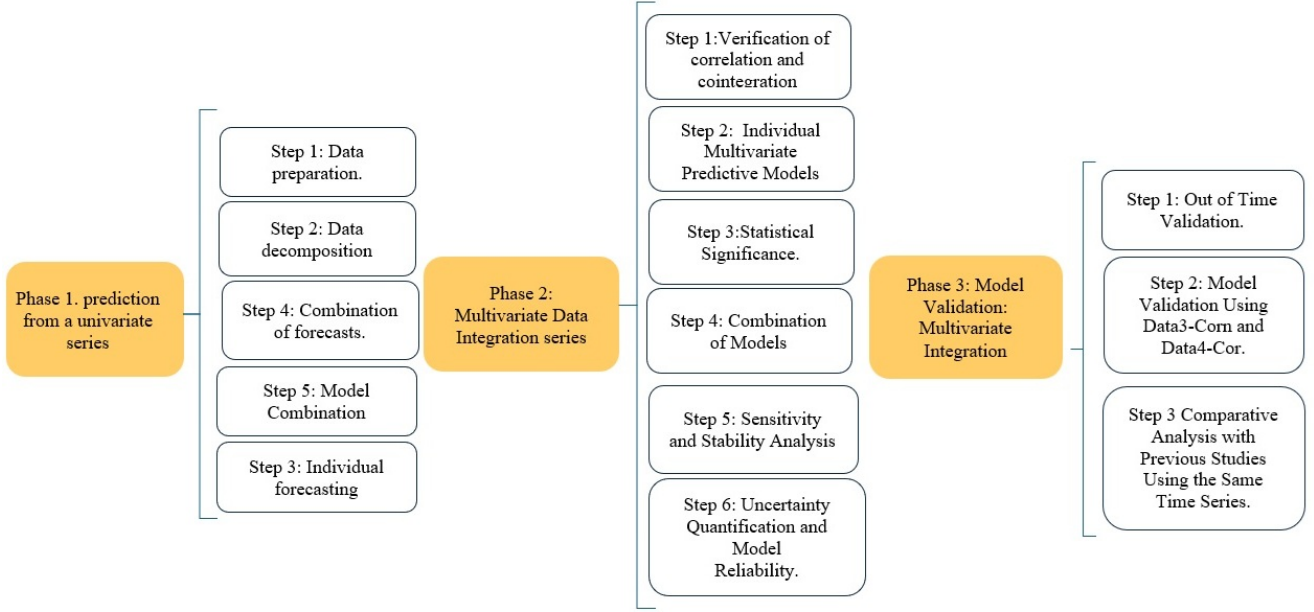 Phase 1. prediction
from a univariate
series
Step 1: Data
preparation.
Step 2: Data
decomposition
Step 4: Combination
of forecasts.
Step 5: Model
Combination
Step 3: Individual
forecasting
Phase 2:
Multivariate Data
Integration series
Step 1:Verification of
correlation and
cointegration
Step 2:  Individual
Multivariate
Predictive Models
Step 3:Statistical
Significance.
Step 4: Combination
of Models
Step 5: Sensitivity
and Stability Analysis
Step 6: Uncertainty
Quantification and
Model
Reliability.
Phase 3: Model
Validation:
Multivariate
Integration
Step 1: Out of Time
Validation.
Step 2: Model
Validation Using
Data3-Corn and
Data4-Cor.
Step 3 Comparative
Analysis with
Previous Studies
Using the Same
Time Series.